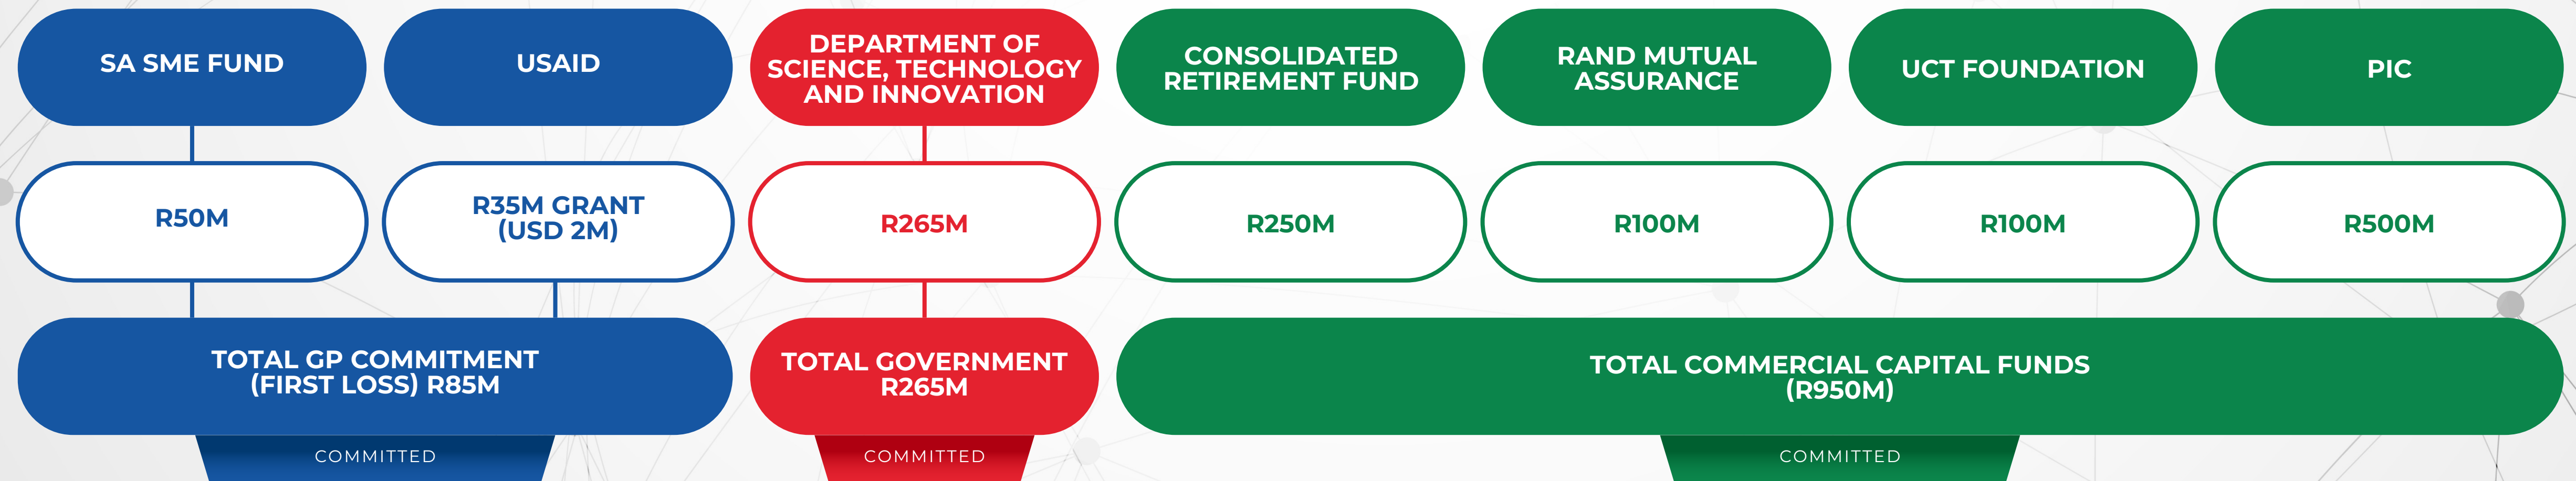 SA SME FUND
USAID
DEPARTMENT OF
SCIENCE, TECHNOLOGY
AND INNOVATION
CONSOLIDATED
RETIREMENT FUND
RAND MUTUAL
ASSURANCE
UCT FOUNDATION
PIC
R50M
R35M GRANT
(USD 2M)
R265M
R250M
R100M
R100M
R500M
TOTAL GP COMMITMENT
(FIRST LOSS) R85M
TOTAL GOVERNMENT
R265M
TOTAL COMMERCIAL CAPITAL FUNDS
(R950M)
COMMITTED
COMMITTED
COMMITTED